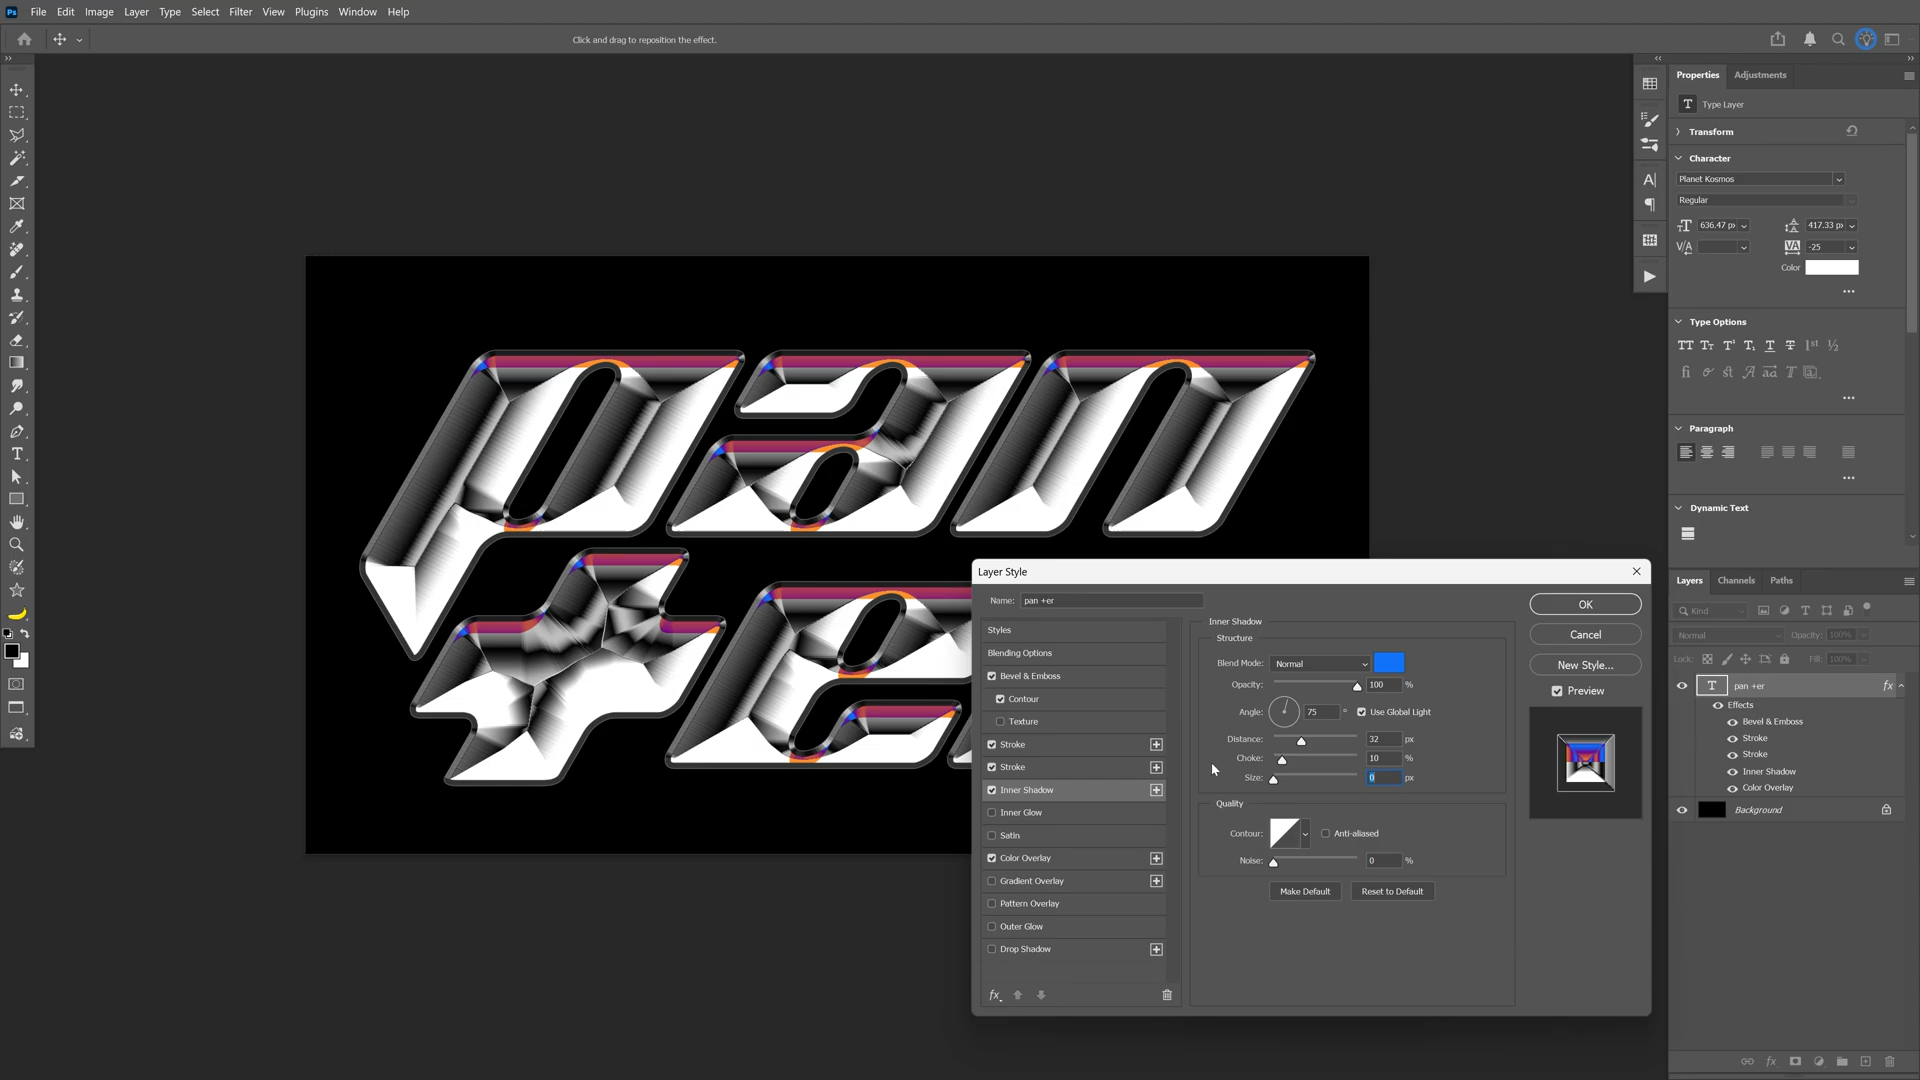 Ps File Edit Image Layer Type Select Filter View Plugins Window Help
Click and drag to reposition the effect.
Properties Adjustments
T Type Layer
Transform
Character
Planet Kosmos
Regular
636.47 px 417.33 px
-25
Color
Type Options
Paragraph
Dynamic Text
pan
+e
Layer Style
Name: pan +er
Styles
Blending Options
Bevel & Emboss
Contour
Texture
Stroke
Stroke
Inner Shadow
Inner Glow
Satin
Color Overlay
Gradient Overlay
Pattern Overlay
Outer Glow
Drop Shadow
fx
Inner Shadow
Structure
Blend Mode: Normal
Opacity: 100 %
Angle: 75 ° Use Global Light
Distance: 32 px
Choke: 10 %
Size: 0 px
Quality
Contour: Anti-aliased
Noise: 0 %
Make Default Reset to Default
OK
Cancel
New Style...
Preview
Layers Channels Paths
Kind
Normal Opacity: 100%
Lock: Fill: 100%
T pan +er fx
Effects
Bevel & Emboss
Stroke
Stroke
Inner Shadow
Color Overlay
Background
fx